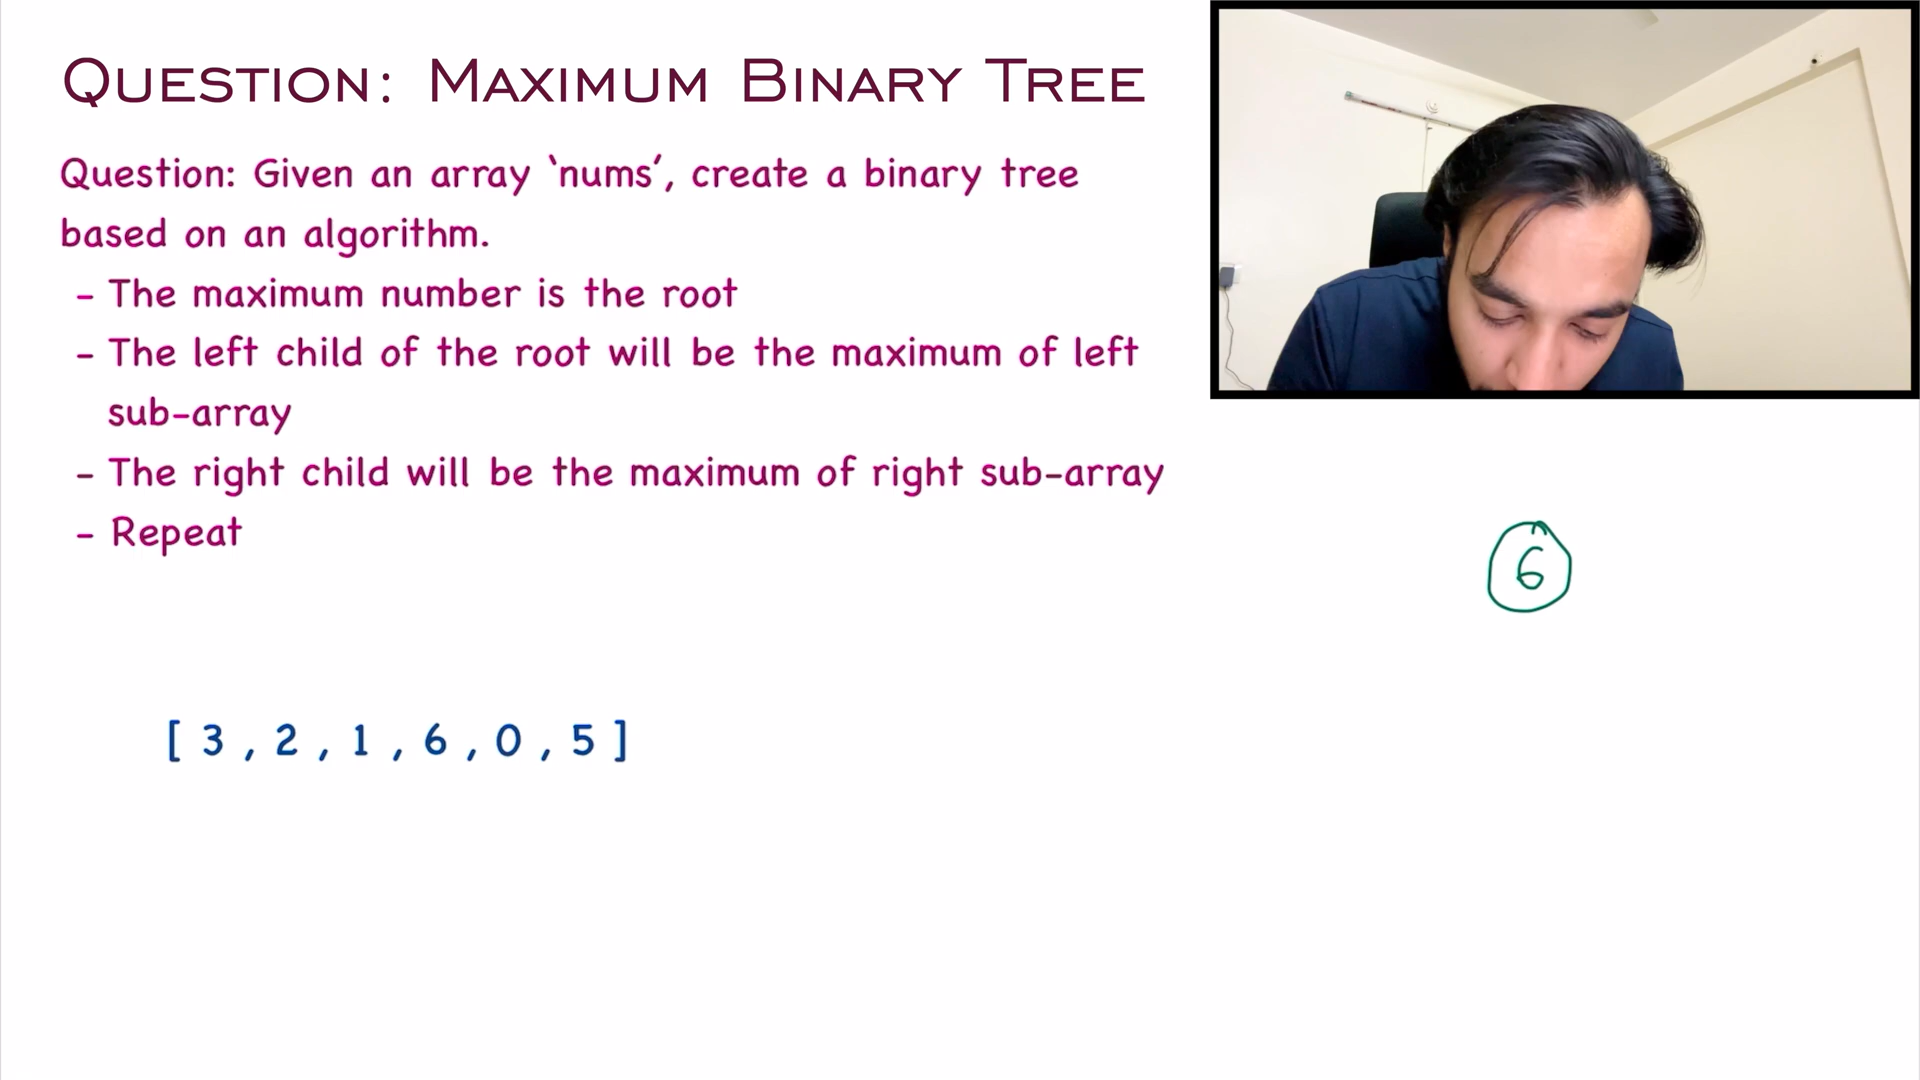 QUESTION: MAXIMUM BINARY TREE
Question: Given an array ‘nums’, create a binary tree
based on an algorithm.
- The maximum number is the root
- The left child of the root will be the maximum of left
sub-array
- The right child will be the maximum of right sub-array
- Repeat
6
[ 3 , 2 , 1 , 6 , 0 , 5 ]